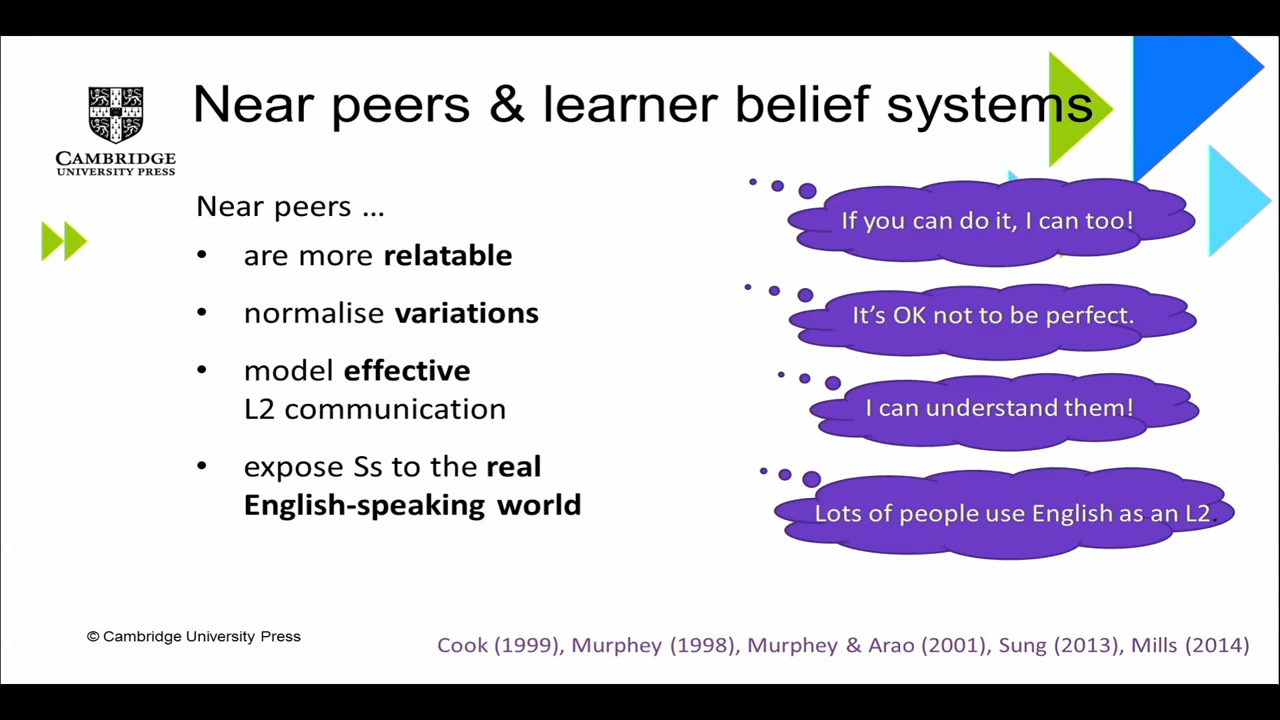 Near peers & learner belief systems
CAMBRIDGE
UNIVERSITY PRESS
Near peers ...
• are more relatable
• normalise variations
• model effective
L2 communication
• expose Ss to the real
English-speaking world
If you can do it, I can too!
It's OK not to be perfect.
I can understand them!
Lots of people use English as an L2.
© Cambridge University Press
Cook (1999), Murphey (1998), Murphey & Arao (2001), Sung (2013), Mills (2014)